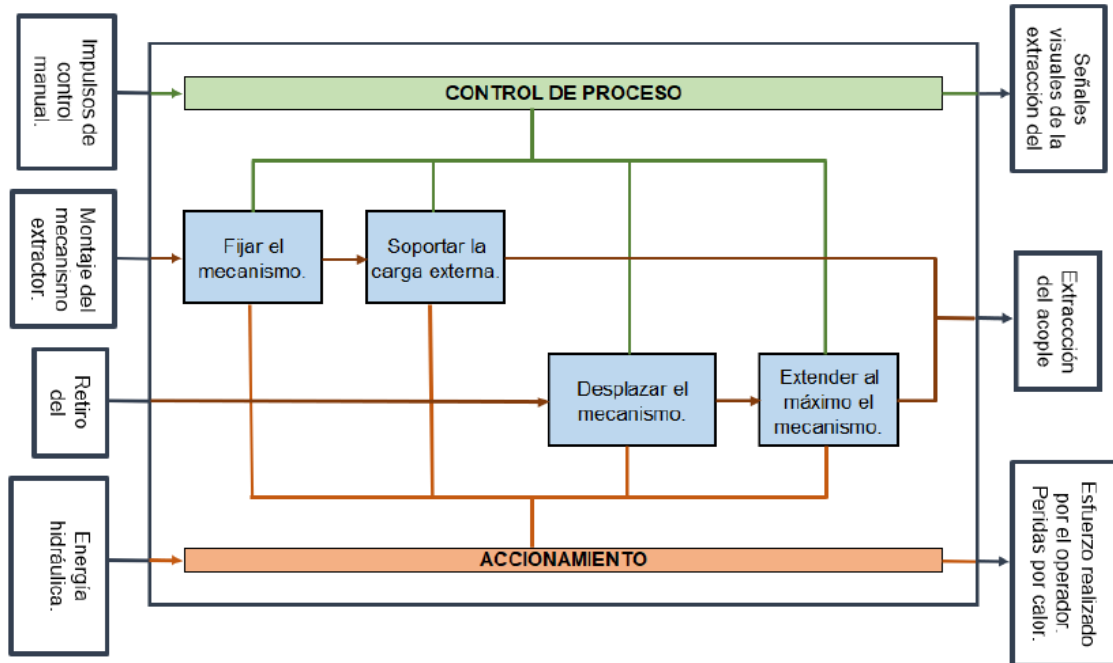 Impulsos de
control
manual.
CONTROL DE PROCESO
Señales
visuales de la
extracción del
Montaje del
mecanismo
extractor.
Fijar el
mecanismo.
Soportar la
carga externa.
Extraccción
del acople
Retiro
del
Desplazar el
mecanismo.
Extender al
máximo el
mecanismo.
Energía
hidráulica.
ACCIONAMIENTO
Esfuerzo realizado
por el operador.
Peridas por calor.